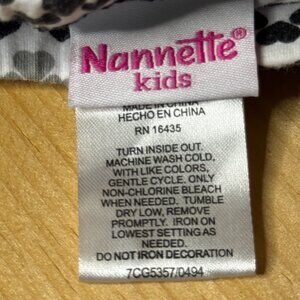 Nannette®
kids
MADE IN CHINA
HECHO EN CHINA
RN 16435
TURN INSIDE OUT.
MACHINE WASH COLD,
WITH LIKE COLORS,
GENTLE CYCLE. ONLY
NON-CHLORINE BLEACH
WHEN NEEDED. TUMBLE
DRY LOW, REMOVE
PROMPTLY. IRON ON
LOWEST SETTING AS
NEEDED.
DO NOT IRON DECORATION
7CG5357/0494